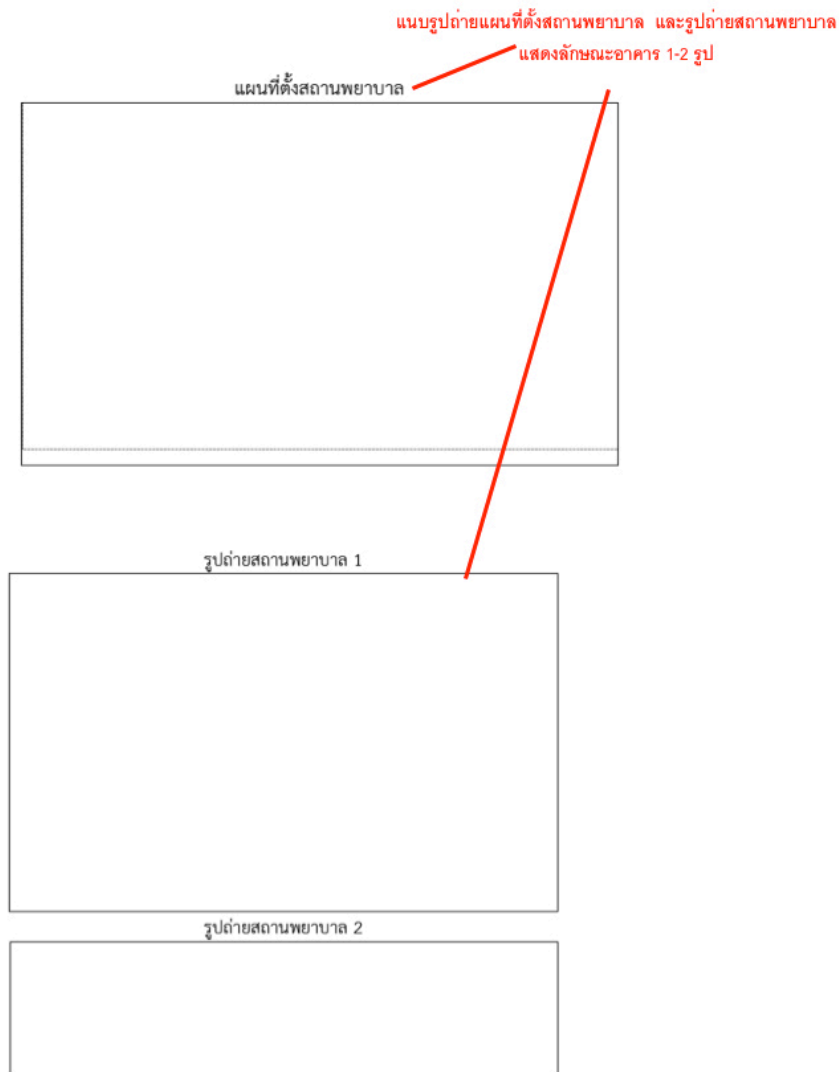 แนบรูปถ่ายแผนที่ตั้งสถานพยาบาล และรูปถ่ายสถานพยาบาล
แสดงลักษณะอาคาร 1-2 รูป
แผนที่ตั้งสถานพยาบาล
รูปถ่ายสถานพยาบาล 1
รูปถ่ายสถานพยาบาล 2